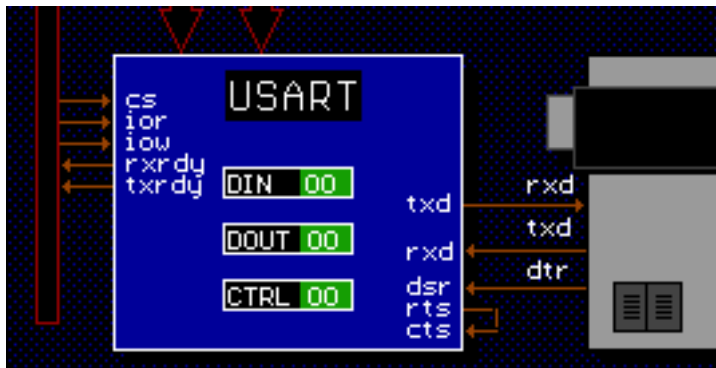 USART
cs
ior
iow
rxrdy
txrdy
DIN 00
DOUT 00
CTRL 00
txd
rxd
dsr
rts
cts
rxd
txd
dtr